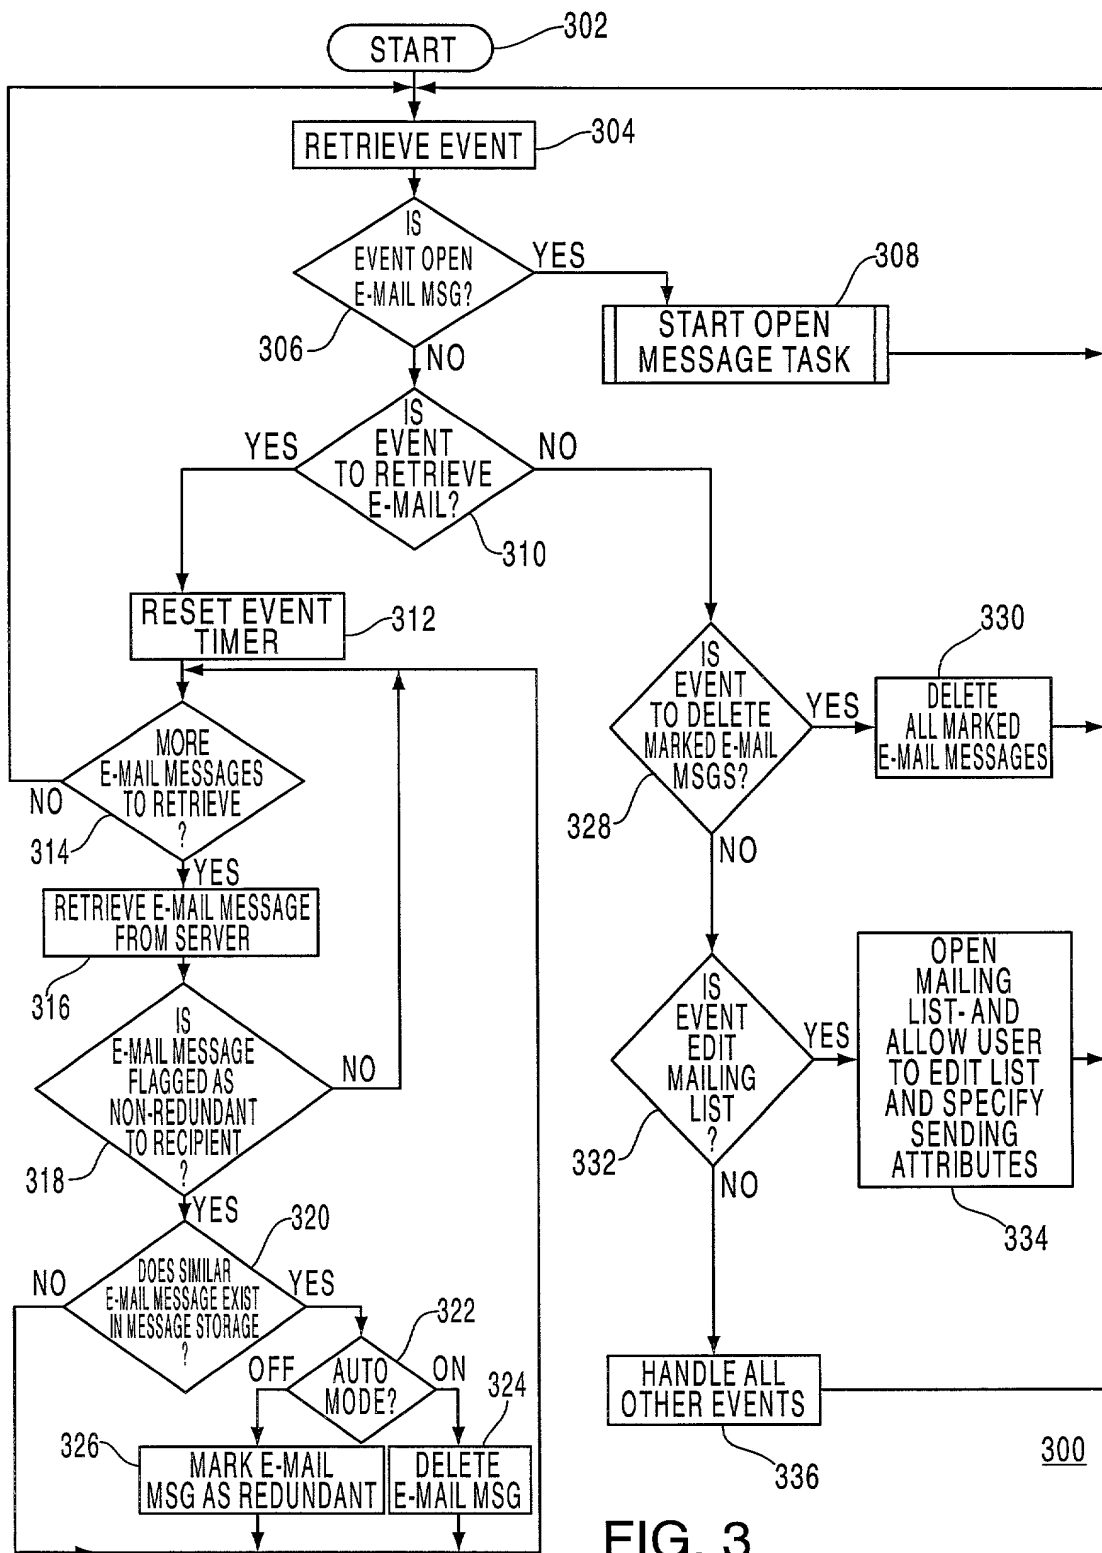 START
302
RETRIEVE EVENT
304
IS
EVENT OPEN
E-MAIL MSG?
306
YES
NO
308
START OPEN
MESSAGE TASK
IS
EVENT
TO RETRIEVE
E-MAIL?
YES
NO
310
RESET EVENT
TIMER
312
MORE
E-MAIL MESSAGES
TO RETRIEVE
?
NO
314
YES
RETRIEVE E-MAIL MESSAGE
FROM SERVER
316
IS
E-MAIL MESSAGE
FLAGGED AS
NON-REDUNDANT
TO RECIPIENT
?
NO
318
YES
320
DOES SIMILAR
E-MAIL MESSAGE EXIST
IN MESSAGE STORAGE
?
NO
YES
322
AUTO
MODE?
OFF
ON
324
326
MARK E-MAIL
MSG AS REDUNDANT
DELETE
E-MAIL MSG
IS
EVENT
TO DELETE
MARKED E-MAIL
MSGS?
328
YES
NO
330
DELETE
ALL MARKED
E-MAIL MESSAGES
IS
EVENT
EDIT
MAILING
LIST
?
332
YES
NO
OPEN
MAILING
LIST- AND
ALLOW USER
TO EDIT LIST
AND SPECIFY
SENDING
ATTRIBUTES
334
HANDLE ALL
OTHER EVENTS
336
300
FIG. 3